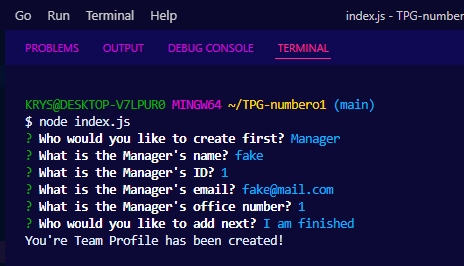 Go Run Terminal Help index.js - TPG-number
PROBLEMS OUTPUT DEBUG CONSOLE TERMINAL
KRYS@DESKTOP-V7LPUR0 MINGW64 ~/TPG-numbero1 (main)
$ node index.js
? Who would you like to create first? Manager
? What is the Manager's name? fake
? What is the Manager's ID? 1
? What is the Manager's email? fake@mail.com
? What is the Manager's office number? 1
? Who would you like to add next? I am finished
You're Team Profile has been created!